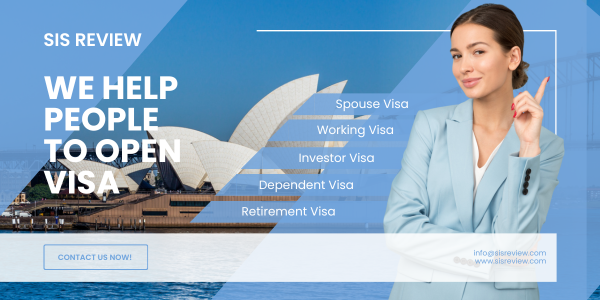 SIS REVIEW
WE HELP
PEOPLE
TO OPEN
VISA
Spouse Visa
Working Visa
Investor Visa
Dependent Visa
Retirement Visa
CONTACT US NOW!
info@sisreview.com
www.sisreview.com